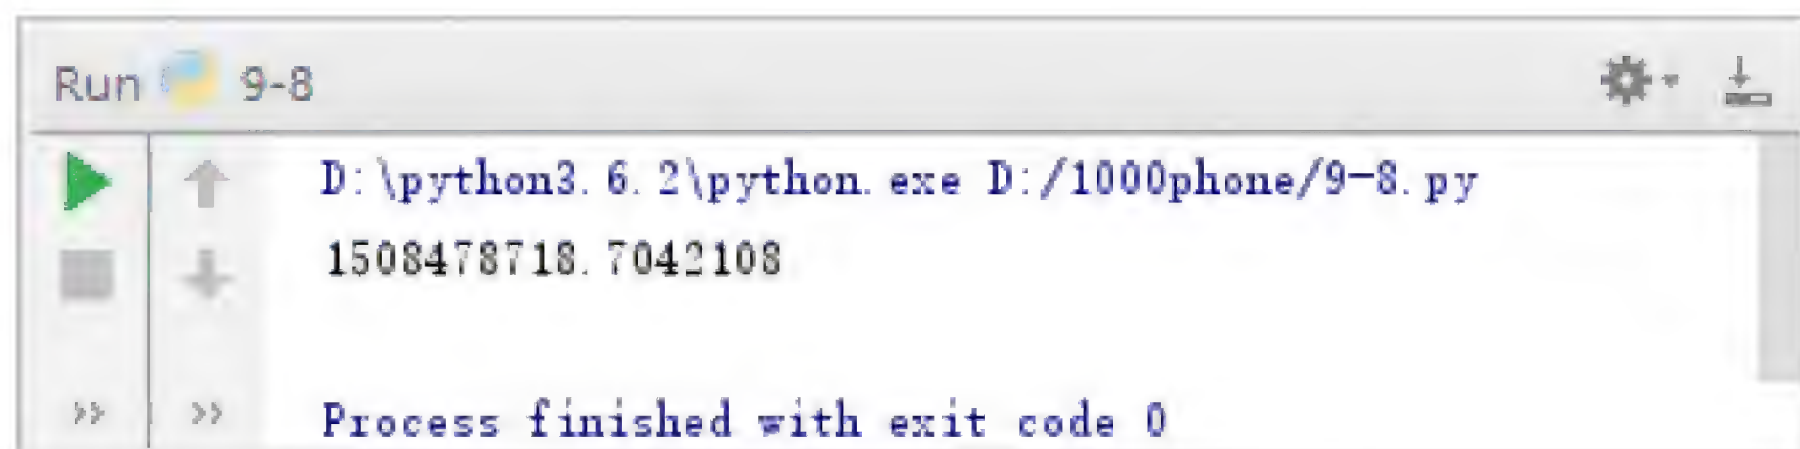 Run 9-8
D:\python3.6.2\python.exe D:/1000phone/9-8.py
1508478718.7042108
Process finished with exit code 0